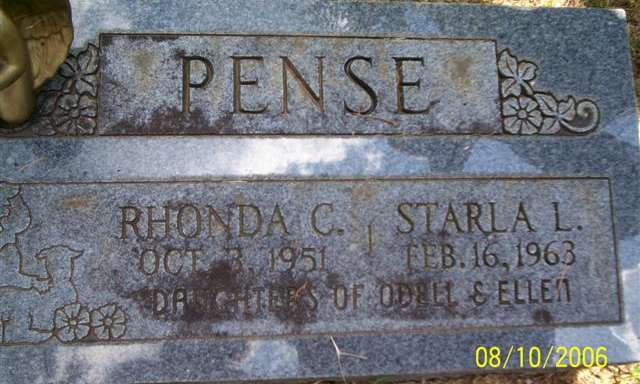 PENSE
RHONDA C. STARLA L.
OCT. 3, 1951 FEB. 16, 1963
DAUGHTERS OF ODELL & ELLEN
08/10/2006